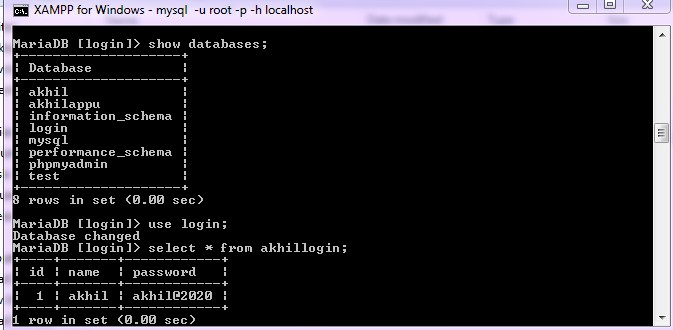 XAMPP for Windows - mysql -u root -p -h localhost
MariaDB [login]> show databases;
+--------------------+
| Database           |
+--------------------+
| akhil              |
| akhilappu          |
| information_schema |
| login              |
| mysql              |
| performance_schema |
| phpmyadmin         |
| test               |
+--------------------+
8 rows in set (0.00 sec)
MariaDB [login]> use login;
Database changed
MariaDB [login]> select * from akhillogin;
+----+-------+------------+
| id | name  | password   |
+----+-------+------------+
|  1 | akhil | akhil@2020 |
+----+-------+------------+
1 row in set (0.00 sec)